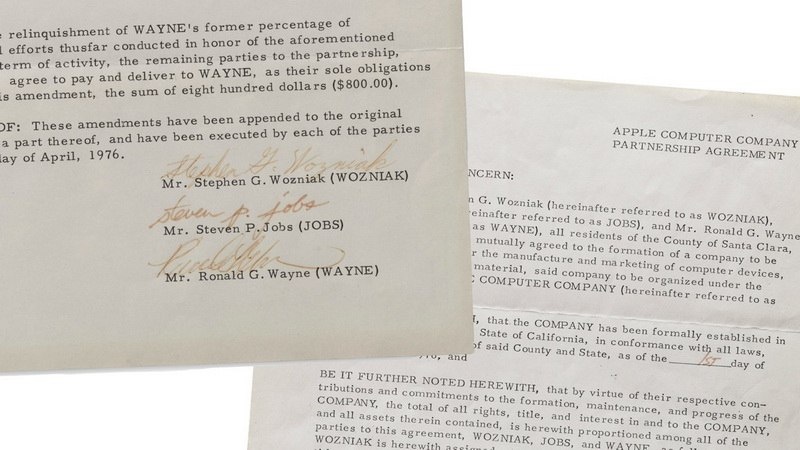 relinquishment of WAYNE's former percentage of
efforts thusfar conducted in honor of the aforementioned
term of activity, the remaining parties to the partnership,
agree to pay and deliver to WAYNE, as their sole obligations
is amendment, the sum of eight hundred dollars ($800.00).
OF: These amendments have been appended to the original
a part thereof, and have been executed by each of the parties
day of April, 1976.
Stephen G. Wozniak
Mr. Stephen G. Wozniak (WOZNIAK)
steven p. jobs
Mr. Steven P. Jobs (JOBS)
Mr. Ronald G. Wayne (WAYNE)
APPLE COMPUTER COMPANY
PARTNERSHIP AGREEMENT
NCERN:
n G. Wozniak (hereinafter referred to as WOZNIAK),
einafter referred to as JOBS), and Mr. Ronald G. Wayne
as WAYNE), all residents of the County of Santa Clara,
mutually agreed to the formation of a company to be
r the manufacture and marketing of computer devices,
material, said company to be organized under the
C COMPUTER COMPANY (hereinafter referred to as
H, that the COMPANY has been formally established in
State of California, in conformance with all laws,
of said County and State, as of the 1st day of
and
BE IT FURTHER NOTED HEREWITH, that by virtue of their respective con-
tributions and commitments to the formation, maintenance, and progress of the
COMPANY, the total of all rights, title, and interest in and to the COMPANY,
and all assets therein contained, is herewith proportioned among all of the
parties to this agreement, WOZNIAK, JOBS, and WAYNE, as
WOZNIAK is herewith